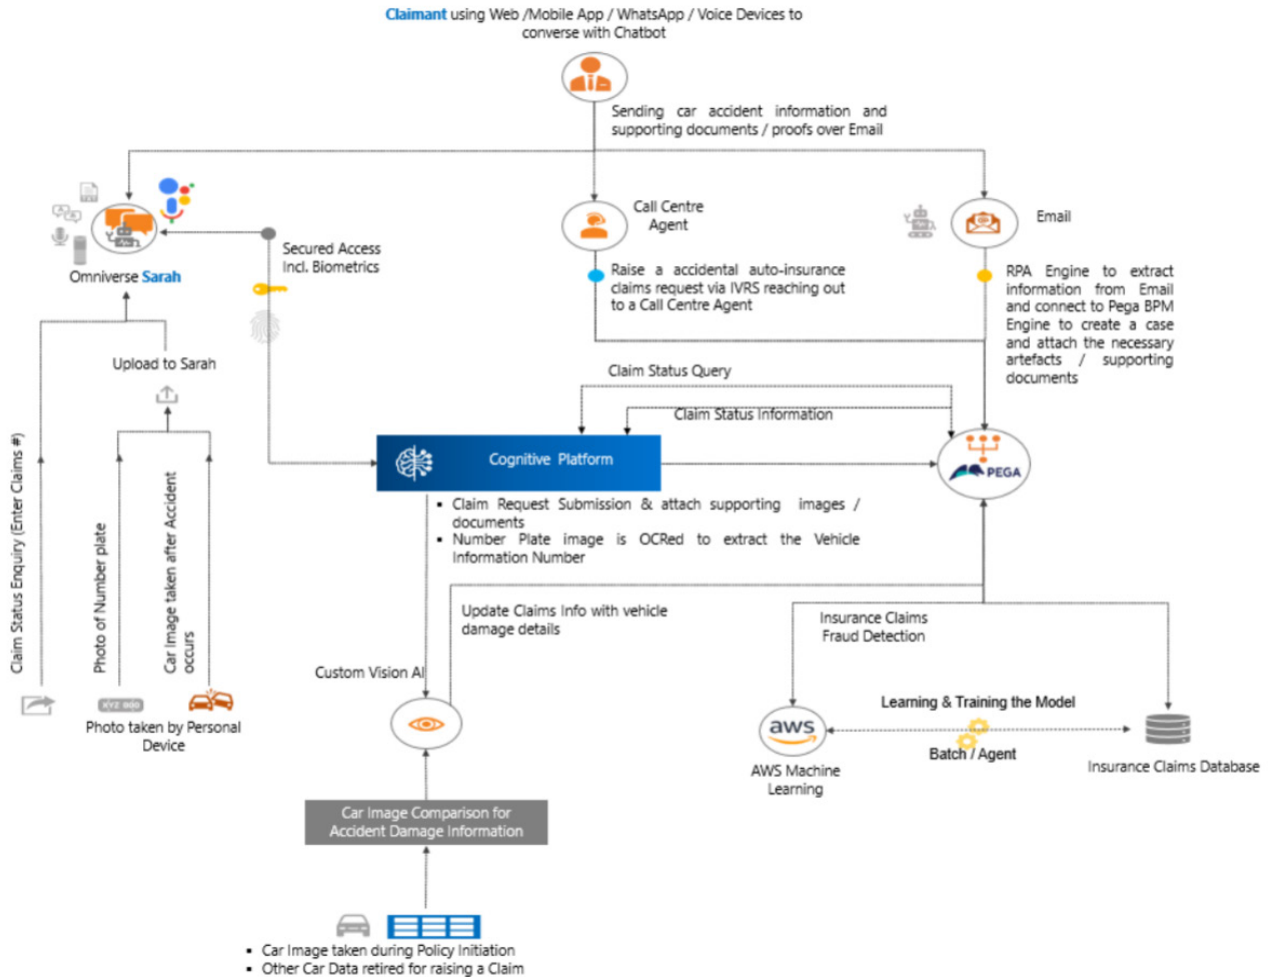 Claimant using Web /Mobile App / WhatsApp / Voice Devices to
converse with Chatbot
Sending car accident information and
supporting documents / proofs over Email
Omniverse Sarah
Secured Access
Incl. Biometrics
Call Centre
Agent
Raise a accidental auto-insurance
claims request via IVRS reaching out
to a Call Centre Agent
Email
RPA Engine to extract
information from Email
and connect to Pega BPM
Engine to create a case
and attach the necessary
artefacts / supporting
documents
Upload to Sarah
Claim Status Enquiry (Enter Claims #)
Photo of Number plate
Car Image taken after Accident
occurs
XYZ 000
Photo taken by Personal
Device
Claim Status Query
Claim Status Information
Cognitive Platform
PEGA
▪ Claim Request Submission & attach supporting images /
documents
▪ Number Plate image is OCRed to extract the Vehicle
Information Number
Update Claims Info with vehicle
damage details
Custom Vision AI
Insurance Claims
Fraud Detection
Learning & Training the Model
Batch / Agent
aws
AWS Machine
Learning
Insurance Claims Database
Car Image Comparison for
Accident Damage Information
▪ Car Image taken during Policy Initiation
▪ Other Car Data retired for raising a Claim